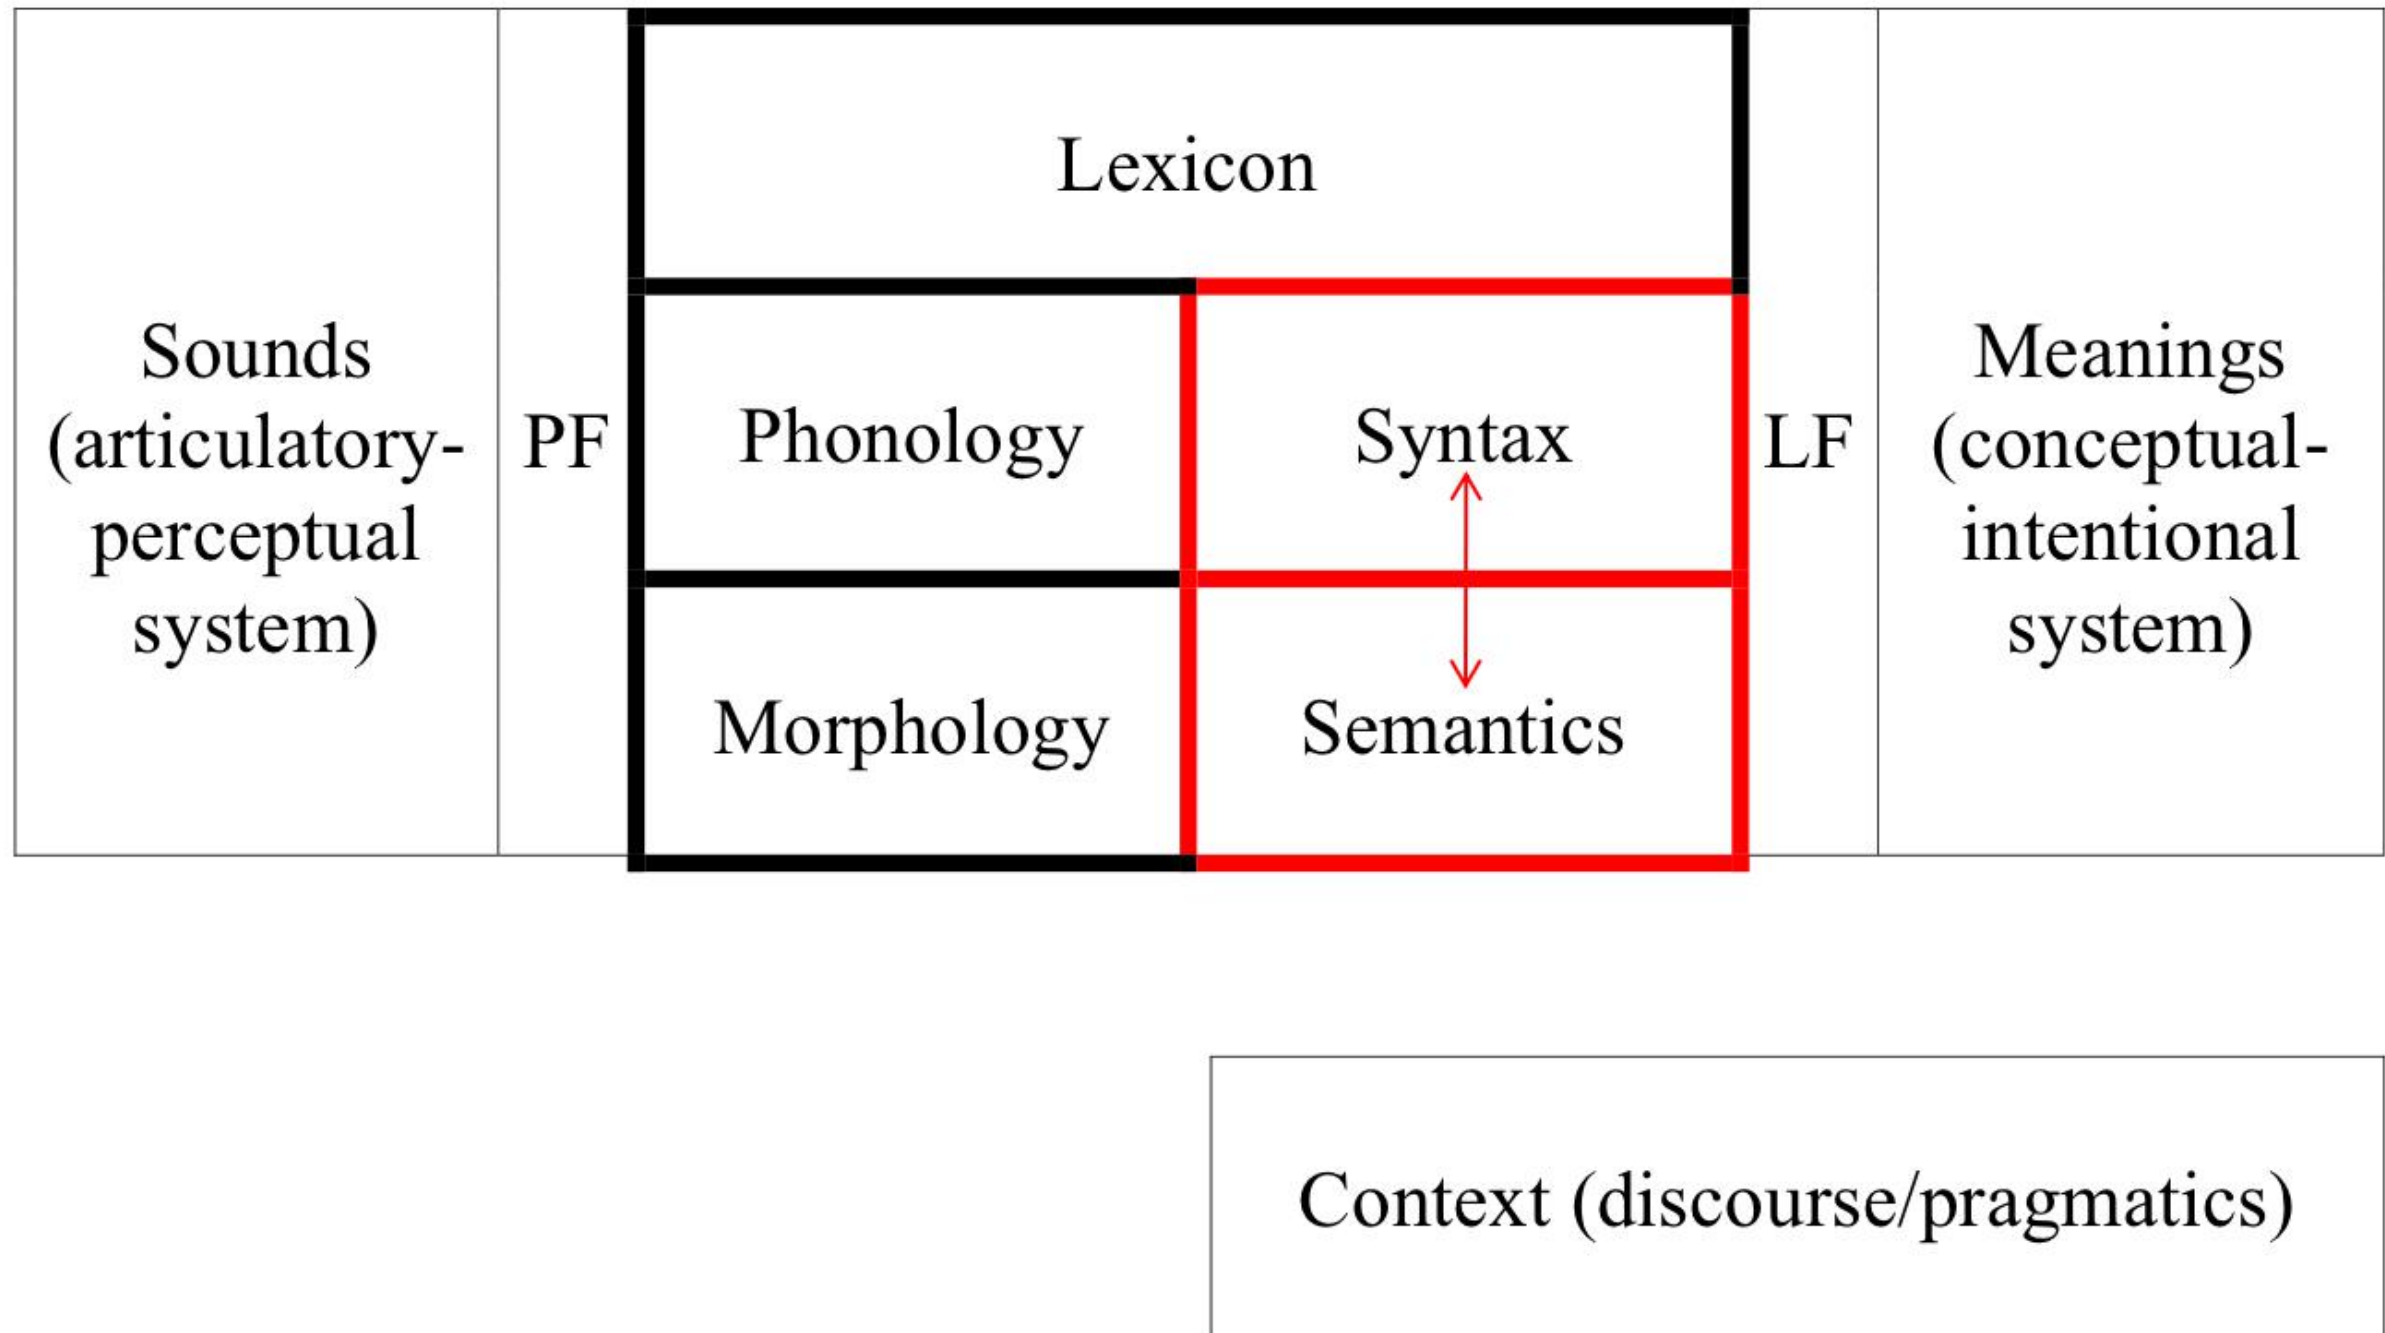 Lexicon
Sounds
(articulatory-
perceptual
system)
PF
Phonology
Syntax
LF
Meanings
(conceptual-
intentional
system)
Morphology
Semantics
Context (discourse/pragmatics)